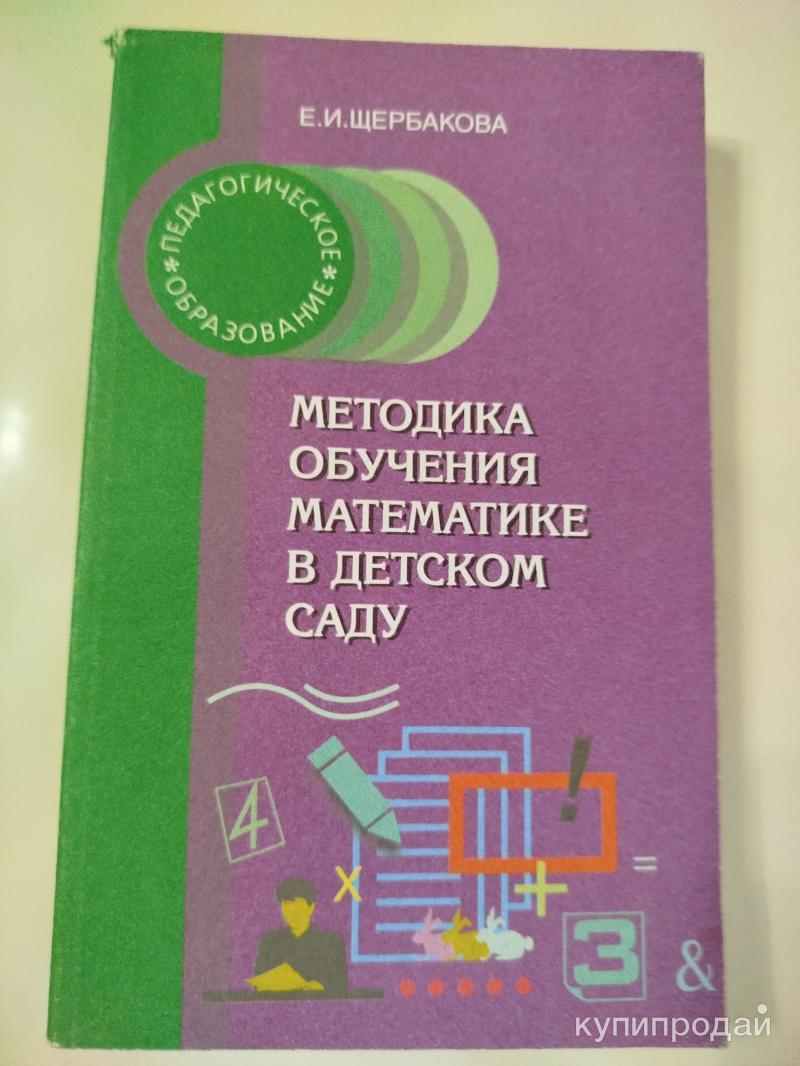 Е.И.ЩЕРБАКОВА
*ПЕДАГОГИЧЕСКОЕ*
ОБРАЗОВАНИЕ
МЕТОДИКА
ОБУЧЕНИЯ
МАТЕМАТИКЕ
В ДЕТСКОМ
САДУ
!
4
=
x
+
3
&
купипродай